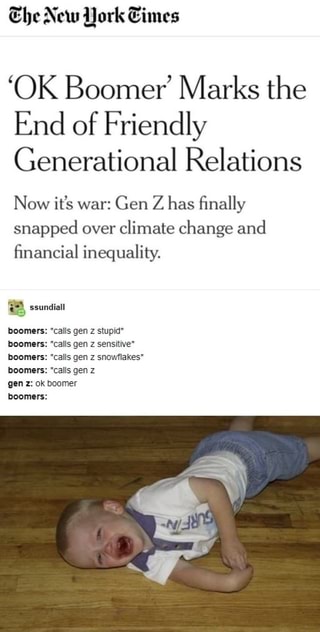 The New York Times
‘OK Boomer’ Marks the
End of Friendly
Generational Relations
Now it’s war: Gen Z has finally
snapped over climate change and
financial inequality.
ssundiall
boomers: *calls gen z stupid*
boomers: *calls gen z sensitive*
boomers: *calls gen z snowflakes*
boomers: *calls gen z
gen z: ok boomer
boomers:
SURF/N